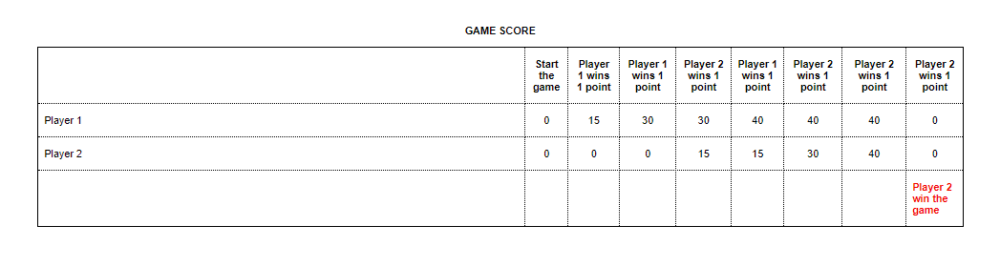 GAME SCORE
Start the game
Player 1 wins 1 point
Player 1 wins 1 point
Player 2 wins 1 point
Player 1 wins 1 point
Player 2 wins 1 point
Player 2 wins 1 point
Player 2 wins 1 point
Player 1 0 15 30 30 40 40 40 0
Player 2 0 0 0 15 15 30 40 0
Player 2 win the game